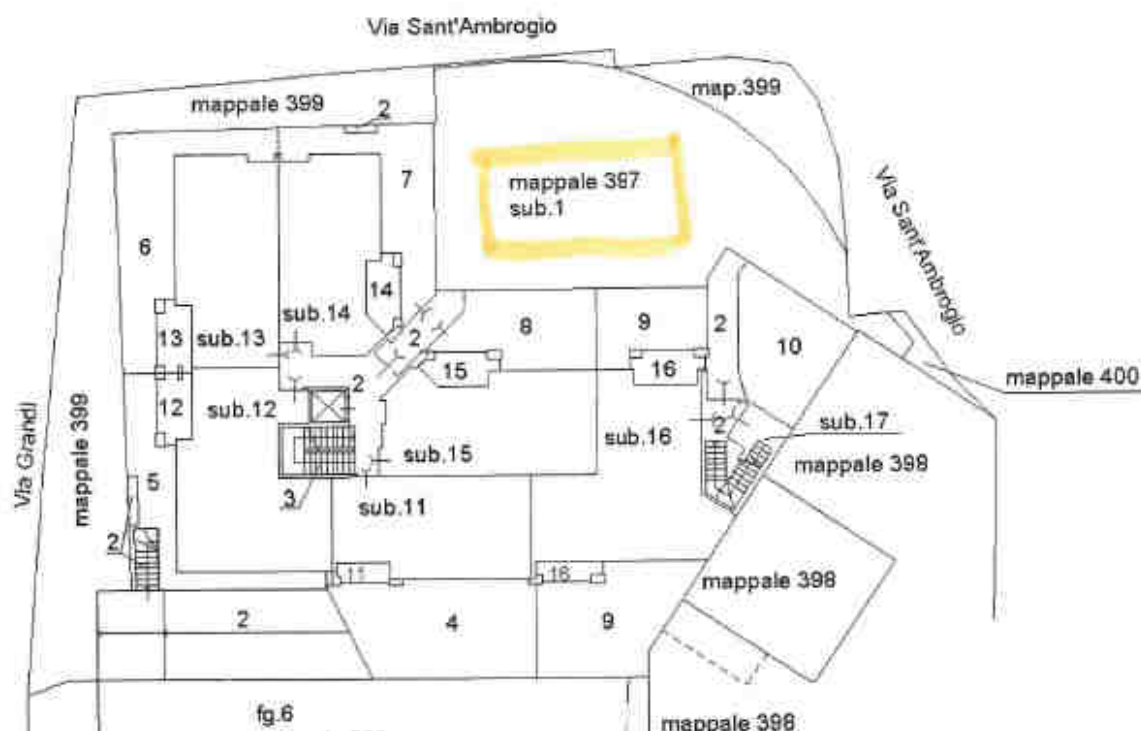 Via Sant'Ambrogio
mappale 399
2
map.399
7
mappale 397
sub.1
Via Sant'Ambrogio
6
14
sub.14
2
8
9
2
10
13
sub.13
15
16
mappale 400
12
sub.12
2
sub.15
sub.16
2
sub.17
mappale 398
Via Grandi
mappale 399
5
3
sub.11
2
11
16
mappale 398
2
4
9
fg.6
mappale 398